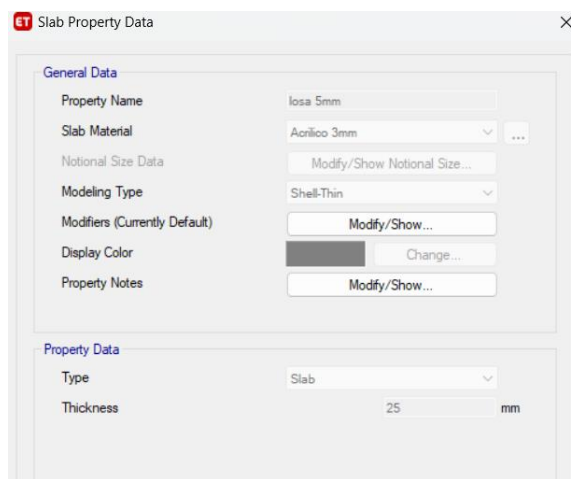 ET Slab Property Data
General Data
Property Name losa 5mm
Slab Material Acrilico 3mm ...
Notional Size Data Modify/Show Notional Size...
Modeling Type Shell-Thin
Modifiers (Currently Default) Modify/Show...
Display Color Change...
Property Notes Modify/Show...
Property Data
Type Slab
Thickness 25 mm